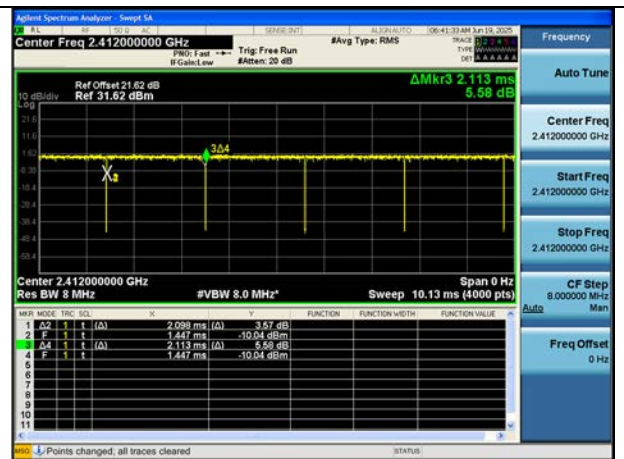 Agilent Spectrum Analyzer - Swept SA
RL RF 50 Ω AC SENSE:INT ALIGN AUTO 06:41:33 AM Jun 19, 2025
Center Freq 2.412000000 GHz #Avg Type: RMS TRACE 1 2 3 4 5 6
PNO: Fast Trig: Free Run TYPE
IFGain:Low #Atten: 20 dB DET A A A A A A
Ref Offset 21.62 dB ΔMkr3 2.113 ms
10 dB/div Ref 31.62 dBm 5.58 dB
Log
21.6
11.6
1.62
-8.38
-18.4
-28.4
-38.4
-48.4
-58.4
3Δ4
X2
Center 2.412000000 GHz Span 0 Hz
Res BW 8 MHz #VBW 8.0 MHz* Sweep 10.13 ms (4000 pts)
MKR MODE TRC SCL X Y FUNCTION FUNCTION WIDTH FUNCTION VALUE
1 Δ2 1 t (Δ) 2.098 ms (Δ) 3.57 dB
2 F 1 t 1.447 ms -10.04 dBm
3 Δ4 1 t (Δ) 2.113 ms (Δ) 5.58 dB
4 F 1 t 1.447 ms -10.04 dBm
5
6
7
8
9
10
11
MSG Points changed; all traces cleared STATUS
Frequency
Auto Tune
Center Freq
2.412000000 GHz
Start Freq
2.412000000 GHz
Stop Freq
2.412000000 GHz
CF Step
8.000000 MHz
Auto Man
Freq Offset
0 Hz